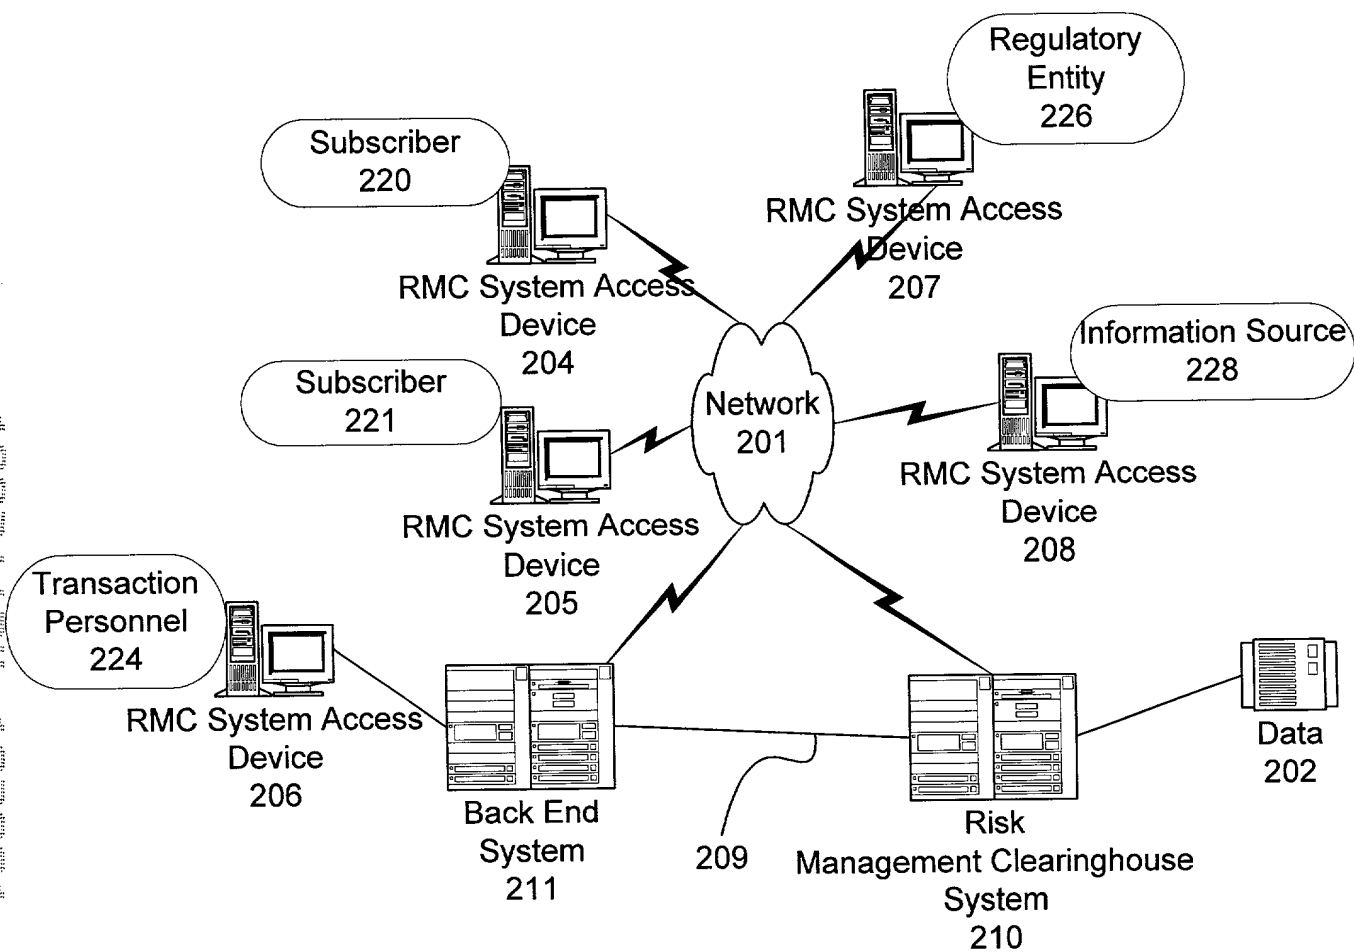 Regulatory
Entity
226
Subscriber
220
RMC System Access
Device
207
RMC System Access
Device
204
Information Source
228
Subscriber
221
Network
201
RMC System Access
Device
208
RMC System Access
Device
205
Transaction
Personnel
224
RMC System Access
Device
206
Data
202
Back End
System
211
209
Risk
Management Clearinghouse
System
210